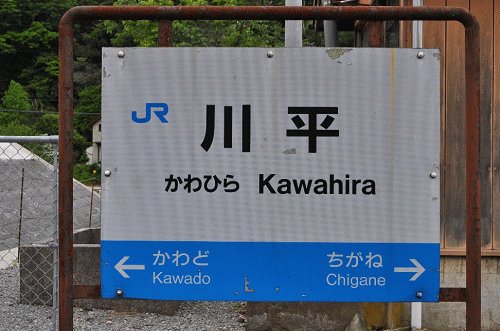 JR 川平
かわひら Kawahira
← かわど ちがね →
Kawado Chigane